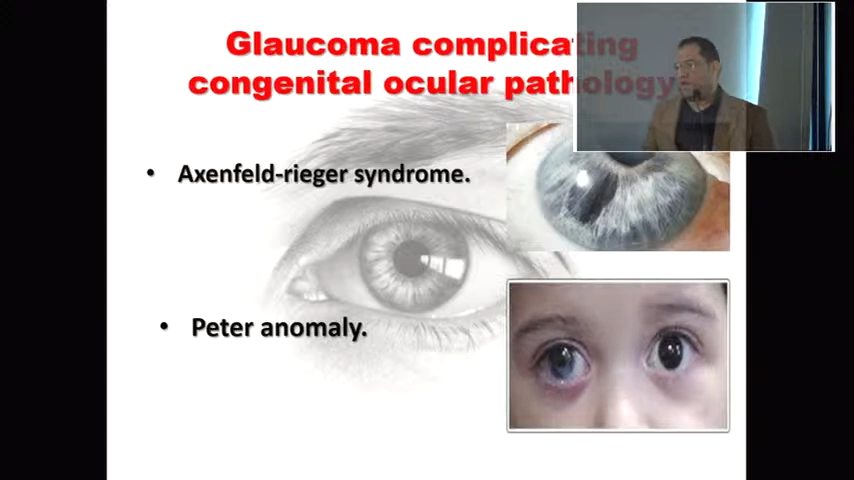 Glaucoma complicating
congenital ocular pathology
• Axenfeld-rieger syndrome.
• Peter anomaly.